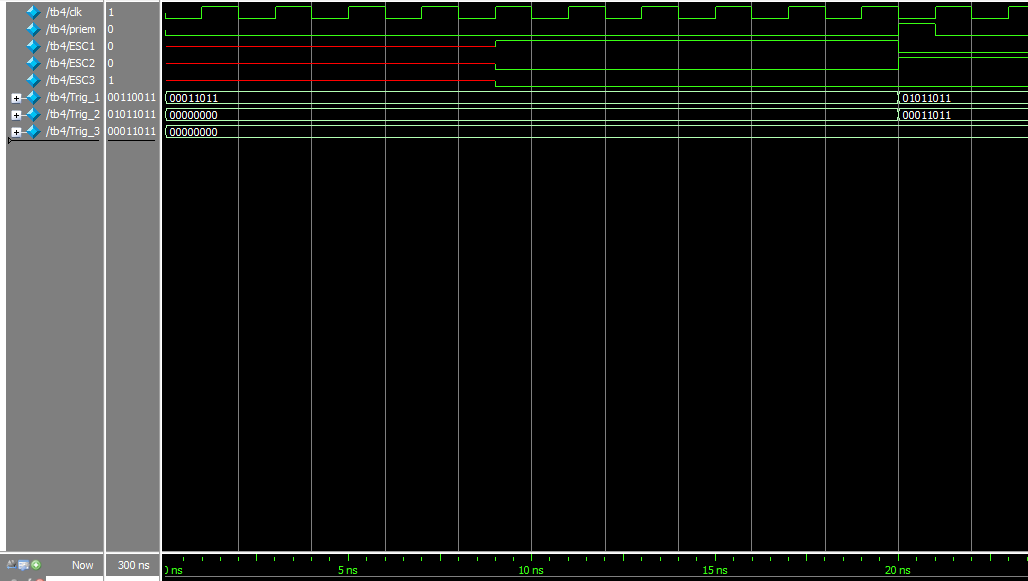 /tb4/clk 1
/tb4/priem 0
/tb4/ESC1 0
/tb4/ESC2 0
/tb4/ESC3 1
/tb4/Trig_1 00110011 00011011 01011011
/tb4/Trig_2 01011011 00000000 00011011
/tb4/Trig_3 00011011 00000000
Now 300 ns ns 5 ns 10 ns 15 ns 20 ns